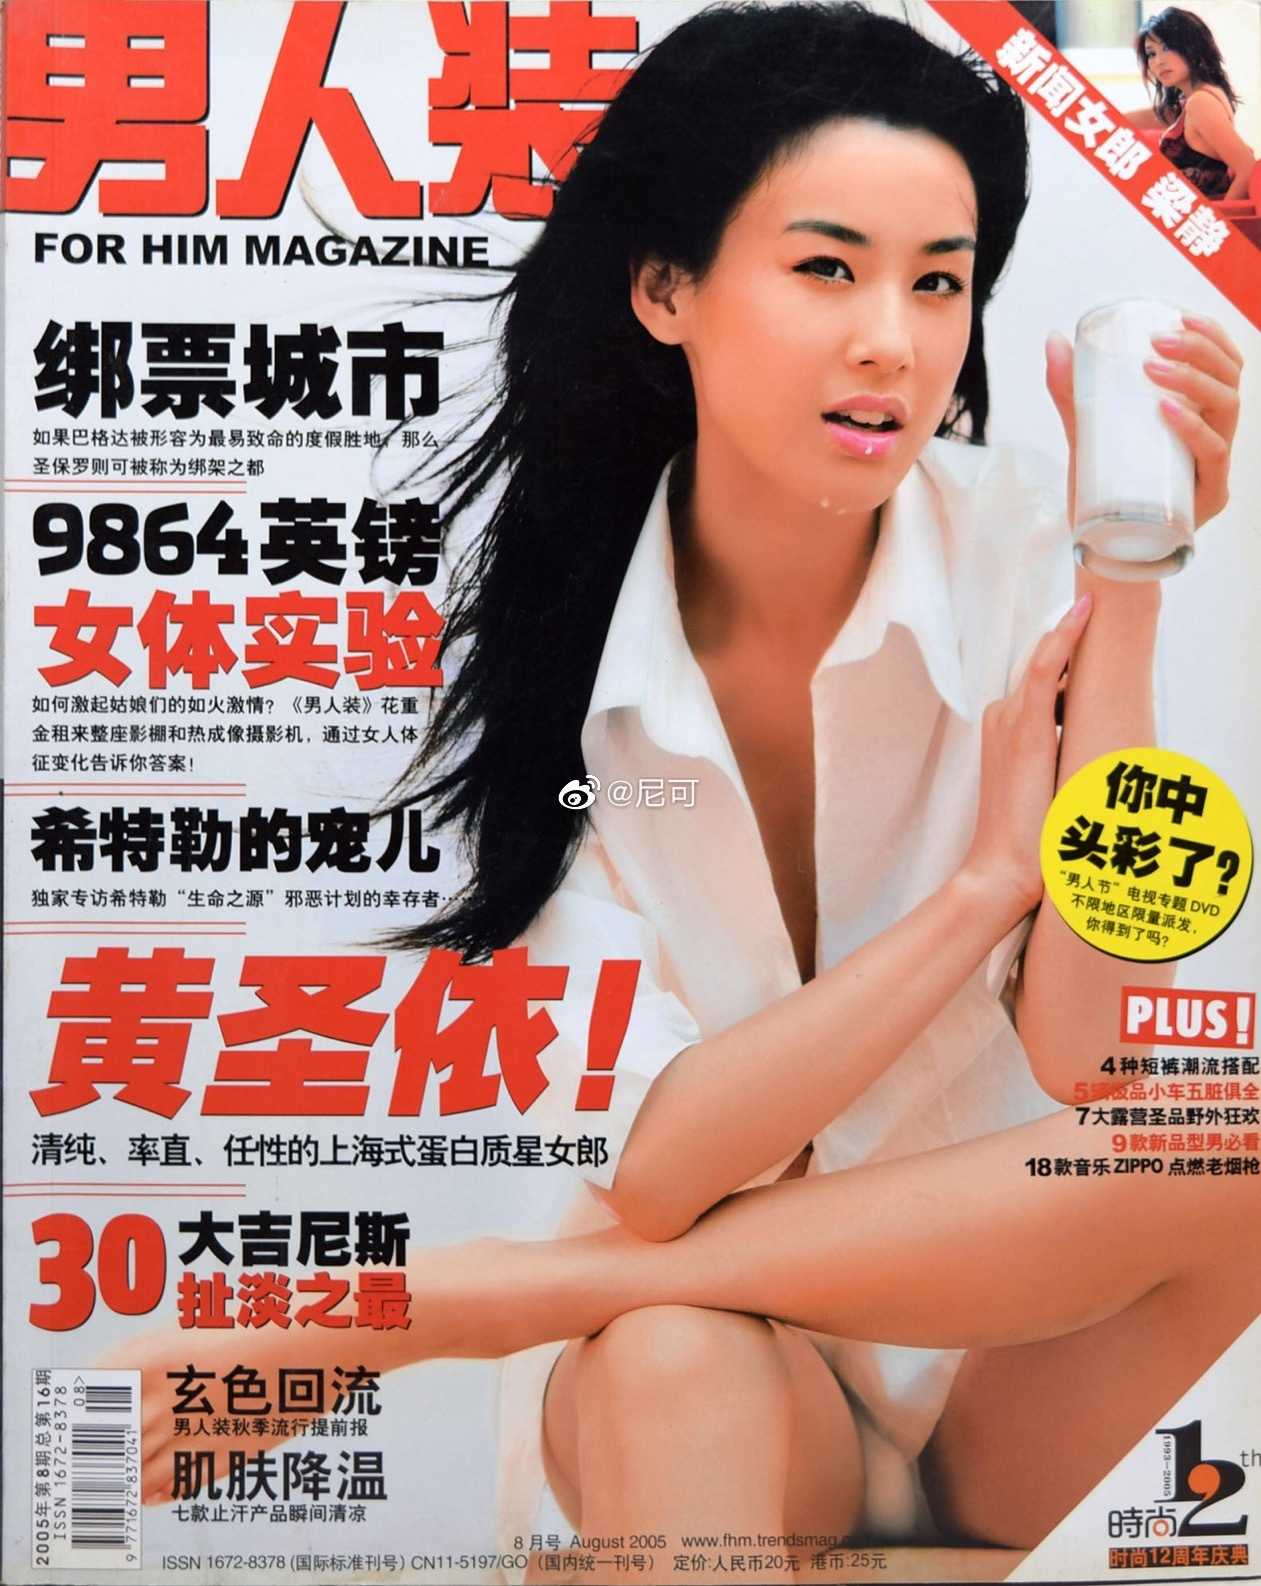 男人装
FOR HIM MAGAZINE
新闻女郎 梁静
绑票城市
如果巴格达被形容为最易致命的度假胜地,那么
圣保罗则可被称为绑架之都
9864英镑
女体实验
如何激起姑娘们的如火激情?《男人装》花重
金租来整座影棚和热成像摄影机,通过女人体
征变化告诉你答案!
希特勒的宠儿
独家专访希特勒“生命之源”邪恶计划的幸存者……
@尼可
你中
头彩了?
“男人节”电视专题DVD
不限地区限量派发,
你得到了吗?
黄圣依!
清纯、率直、任性的上海式蛋白质星女郎
PLUS!
4种短裤潮流搭配
5辆极品小车五脏俱全
7大露营圣品野外狂欢
9款新品型男必看
18款音乐ZIPPO点燃老烟枪
30大吉尼斯
扯淡之最
玄色回流
男人装秋季流行提前报
肌肤降温
七款止汗产品瞬间清凉
2005年第8期总第16期
ISSN 1672-8378
08>
9 771672 837041
8月号 August 2005 www.fhm.trendsmag.
ISSN 1672-8378 (国际标准刊号) CN11-5197/GO (国内统一刊号) 定价:人民币20元 港币:25元
1993-2005
12th
時尚
时尚12周年庆典